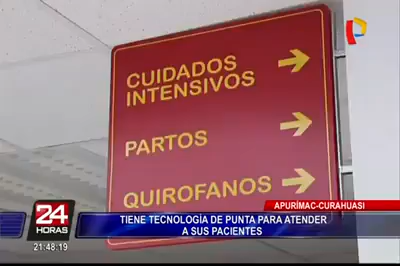 CUIDADOS
INTENSIVOS
PARTOS
QUIROFANOS
APURÍMAC-CURAHUASI
24
HORAS
21:48:19
TIENE TECNOLOGÍA DE PUNTA PARA ATENDER
A SUS PACIENTES